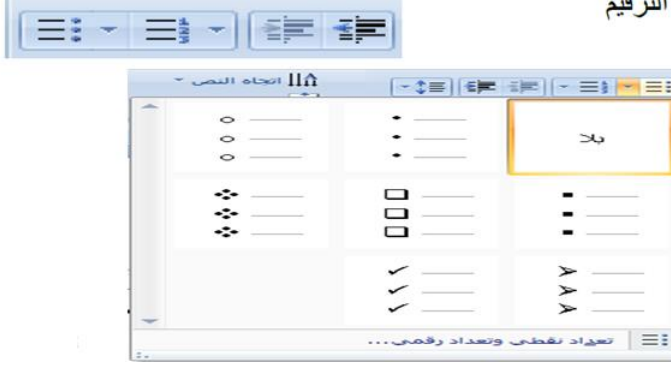 الترقيم
اتجاه النص
بلا
تعداد نقطي وتعداد رقمي...